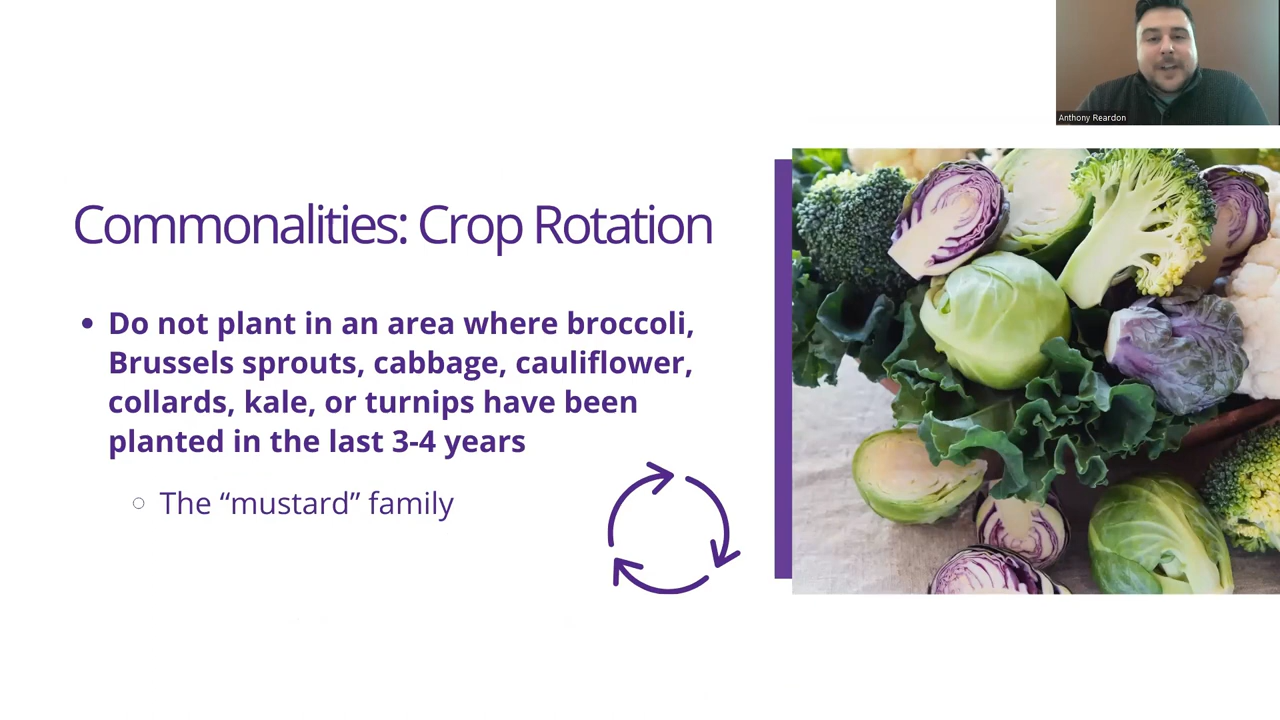 Anthony Reardon
Commonalities: Crop Rotation
• Do not plant in an area where broccoli,
Brussels sprouts, cabbage, cauliflower,
collards, kale, or turnips have been
planted in the last 3-4 years
○ The “mustard” family